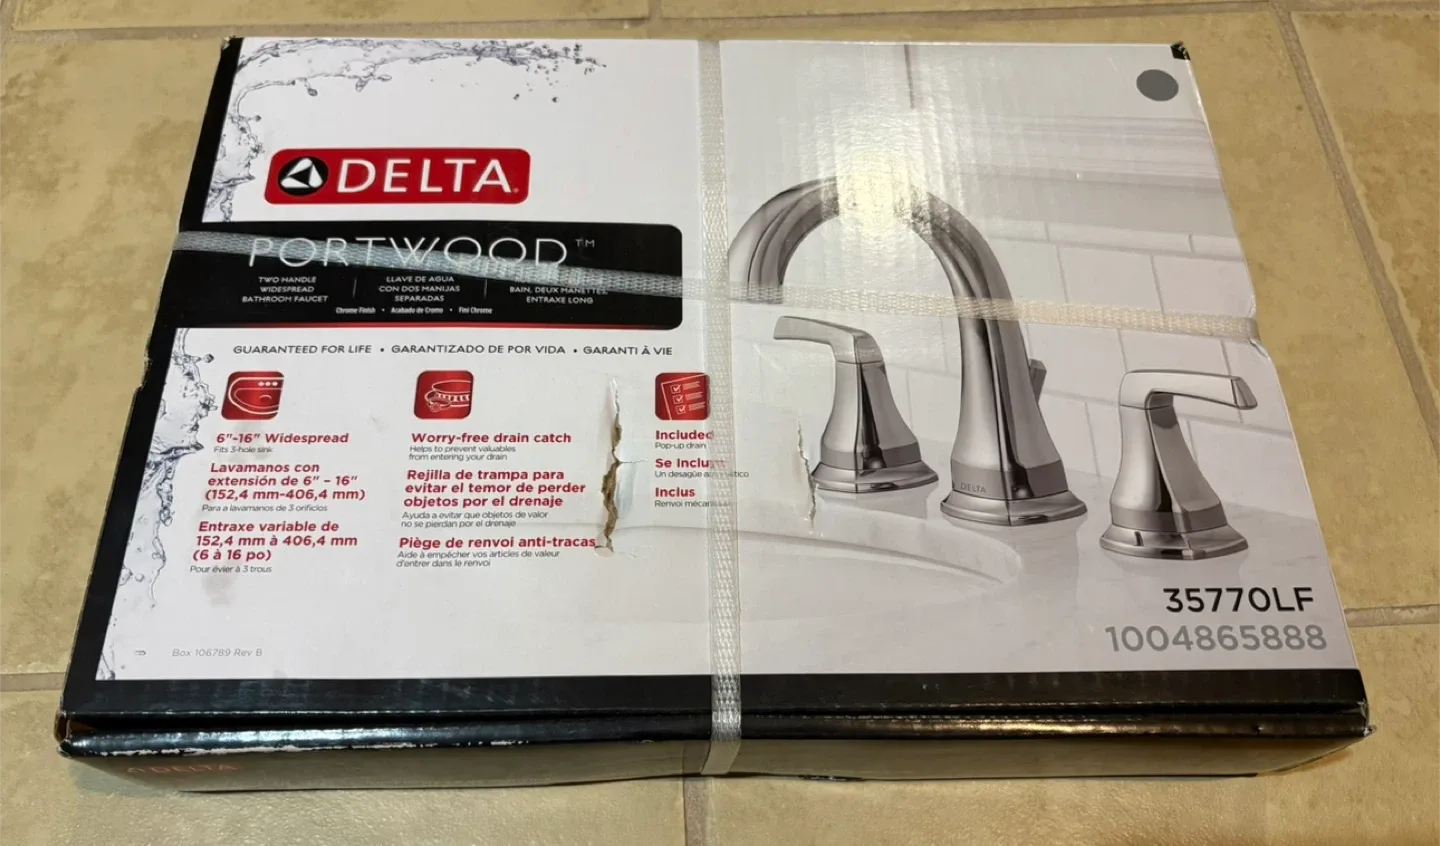 DELTA
PORTWOOD™
TWO HANDLE
WIDESPREAD
BATHROOM FAUCET
LLAVE DE AGUA
CON DOS MANIJAS
SEPARADAS
BAIN, DEUX MANETTES,
ENTRAXE LONG
Chrome Finish • Acabado de Cromo • Fini Chrome
GUARANTEED FOR LIFE • GARANTIZADO DE POR VIDA • GARANTI À VIE
6"-16" Widespread
Fits 3-hole sink
Lavamanos con
extensión de 6" – 16"
(152,4 mm-406,4 mm)
Para a lavamanos de 3 orificios
Entraxe variable de
152,4 mm à 406,4 mm
(6 à 16 po)
Pour évier à 3 trous
Worry-free drain catch
Helps to prevent valuables
from entering your drain
Rejilla de trampa para
evitar el temor de perder
objetos por el drenaje
Ayuda a evitar que objetos de valor
no se pierdan por el drenaje
Piège de renvoi anti-tracas
Aide à empêcher vos articles de valeur
d'entrer dans le renvoi
Included
Pop-up drain
Se Incluy
Un desagüe
Inclus
Renvoi
DELTA
35770LF
1004865888
Box 106789 Rev B
DELTA